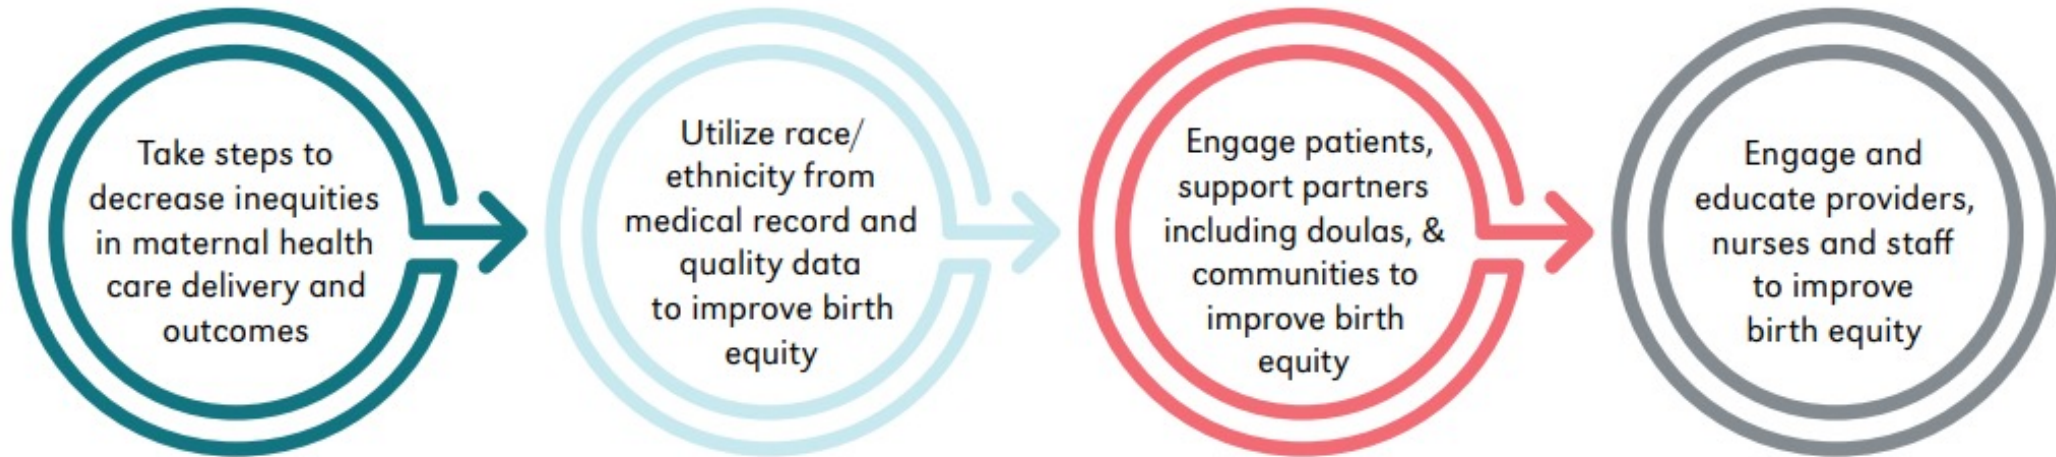 Take steps to
decrease inequities
in maternal health
care delivery and
outcomes
Utilize race/
ethnicity from
medical record and
quality data
to improve birth
equity
Engage patients,
support partners
including doulas, &
communities to
improve birth
equity
Engage and
educate providers,
nurses and staff
to improve
birth equity